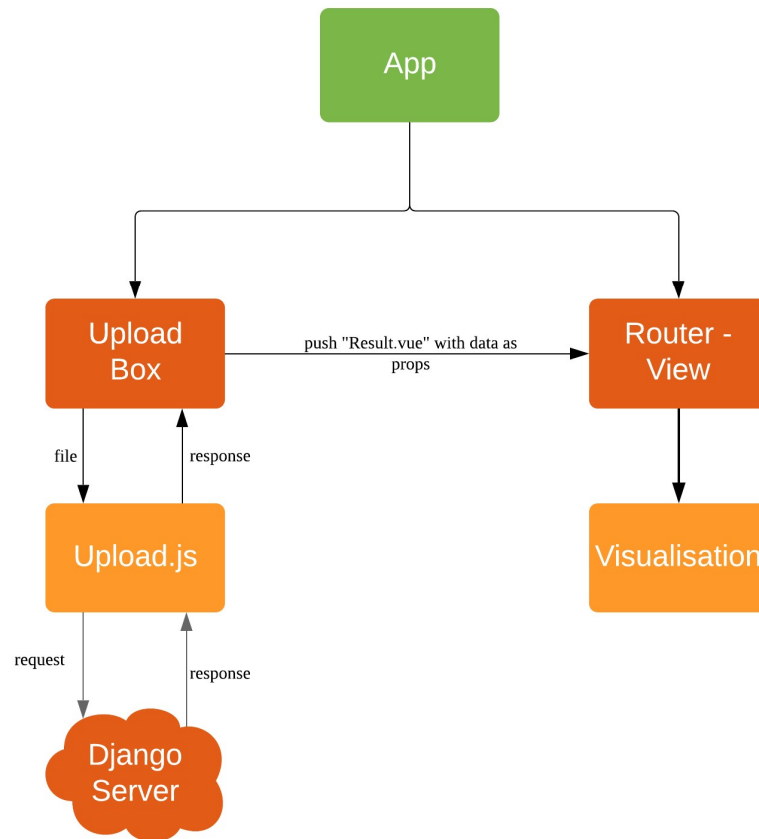 App
Upload
Box
push "Result.vue" with data as
props
Router -
View
file
response
Upload.js
Visualisation
request
response
Django
Server